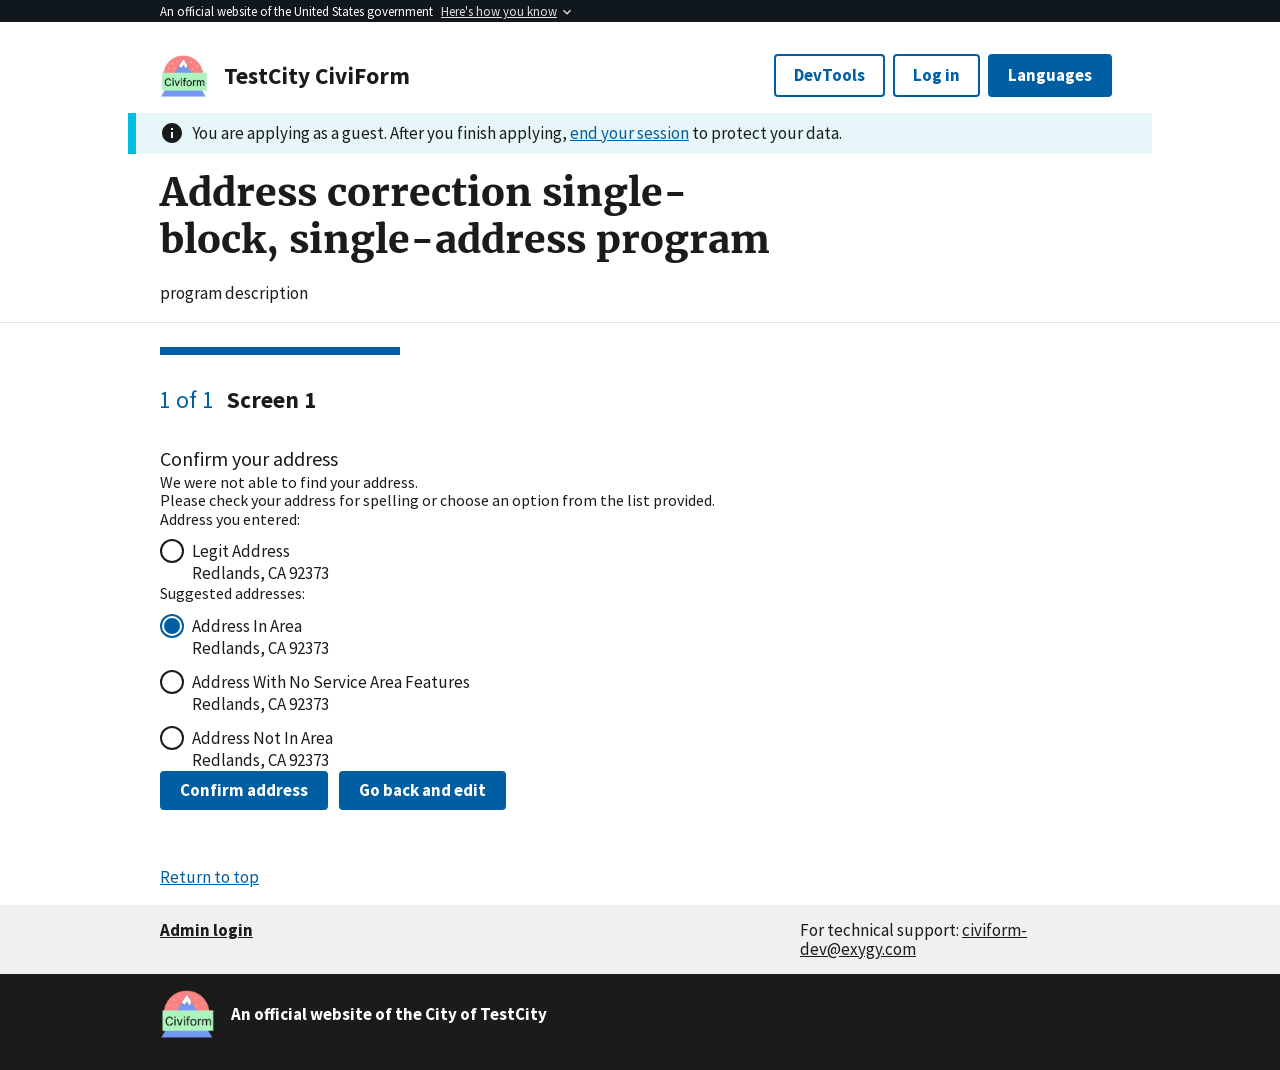 An official website of the United States government Here's how you know
Civiform
TestCity CiviForm
DevTools
Log in
Languages
You are applying as a guest. After you finish applying, end your session to protect your data.
Address correction single-
block, single-address program
program description
1 of 1 Screen 1
Confirm your address
We were not able to find your address.
Please check your address for spelling or choose an option from the list provided.
Address you entered:
Legit Address
Redlands, CA 92373
Suggested addresses:
Address In Area
Redlands, CA 92373
Address With No Service Area Features
Redlands, CA 92373
Address Not In Area
Redlands, CA 92373
Confirm address
Go back and edit
Return to top
Admin login
For technical support: civiform-
dev@exygy.com
Civiform
An official website of the City of TestCity